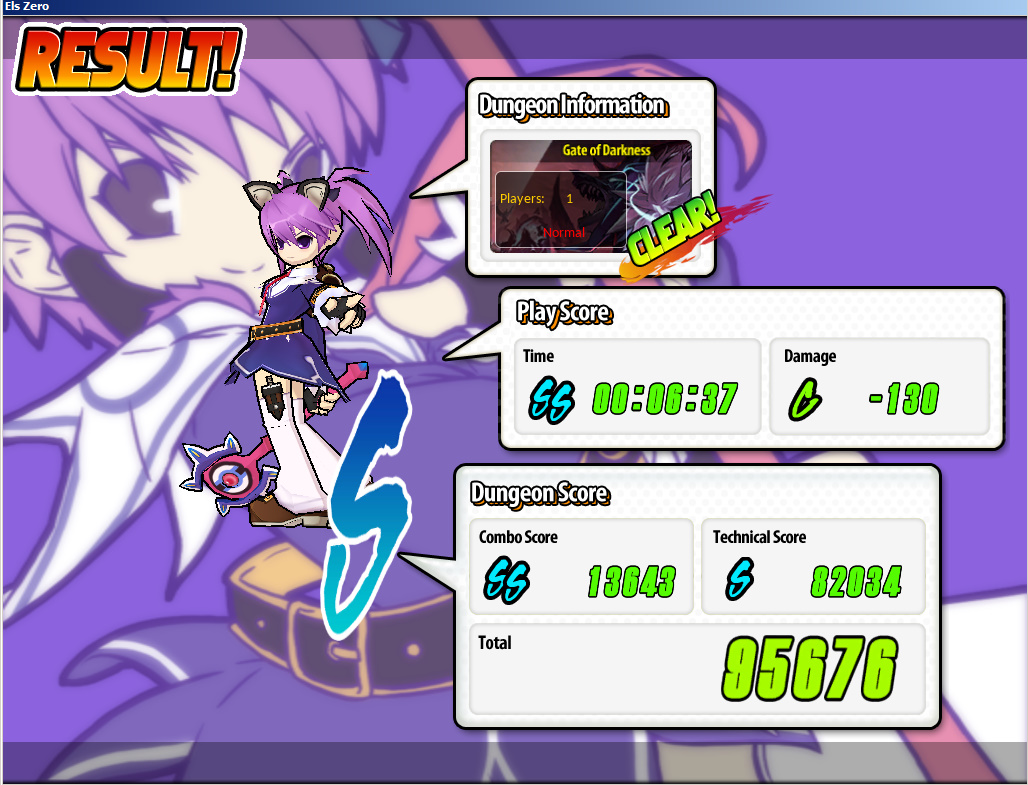 Els Zero
RESULT!
Dungeon Information
Gate of Darkness
Players: 1
Normal
CLEAR!
Play Score
Time
SS 00:06:37
Damage
C -130
S
Dungeon Score
Combo Score
SS 13643
Technical Score
S 82034
Total
95676